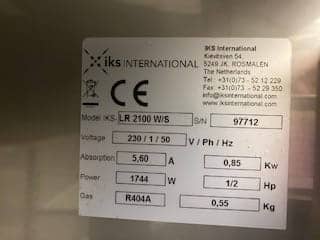 iks INTERNATIONAL
IKS International
Kievitsven 54,
5249 JK, ROSMALEN
The Netherlands
Tel +31(0)73 - 52 12 229
Fax +31(0)73 - 52 29 350
info@iksinternational.com
www.iksinternational.com
CE
Model IKS- LR 2100 W/S S/N 97712
Voltage 230 / 1 / 50 V / Ph / Hz
Absorption 5,60 A 0,85 Kw
Power 1744 W 1/2 Hp
Gas R404A 0,55 Kg